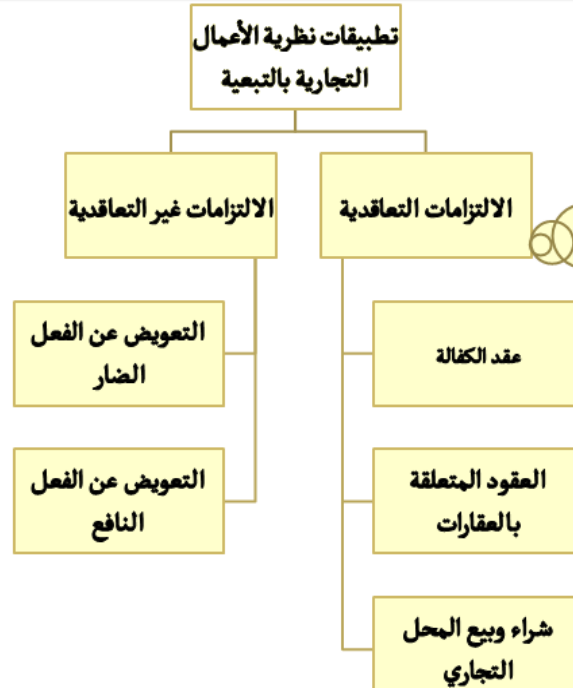 تطبيقات نظرية الأعمال
التجارية بالتبعية
الالتزامات التعاقدية
الالتزامات غير التعاقدية
عقد الكفالة
العقود المتعلقة
بالعقارات
شراء وبيع المحل
التجاري
التعويض عن الفعل
الضار
التعويض عن الفعل
النافع